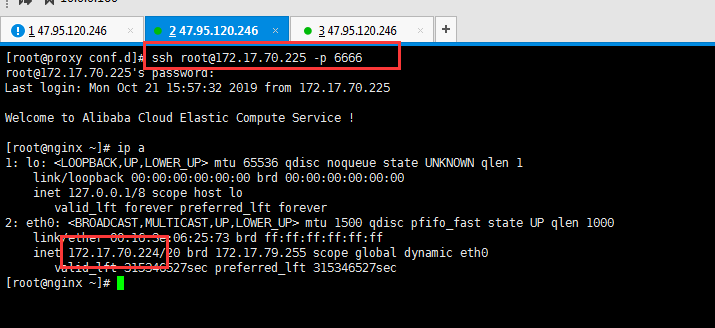 1 47.95.120.246 × 2 47.95.120.246 × 3 47.95.120.246 × +
[root@proxy conf.d]# ssh root@172.17.70.225 -p 6666
root@172.17.70.225's password:
Last login: Mon Oct 21 15:57:32 2019 from 172.17.70.225
Welcome to Alibaba Cloud Elastic Compute Service !
[root@nginx ~]# ip a
1: lo: <LOOPBACK,UP,LOWER_UP> mtu 65536 qdisc noqueue state UNKNOWN qlen 1
link/loopback 00:00:00:00:00:00 brd 00:00:00:00:00:00
inet 127.0.0.1/8 scope host lo
valid_lft forever preferred_lft forever
2: eth0: <BROADCAST,MULTICAST,UP,LOWER_UP> mtu 1500 qdisc pfifo_fast state UP qlen 1000
link/ether 00:16:3e:06:25:73 brd ff:ff:ff:ff:ff:ff
inet 172.17.70.224/20 brd 172.17.79.255 scope global dynamic eth0
valid_lft 315346527sec preferred_lft 315346527sec
[root@nginx ~]#